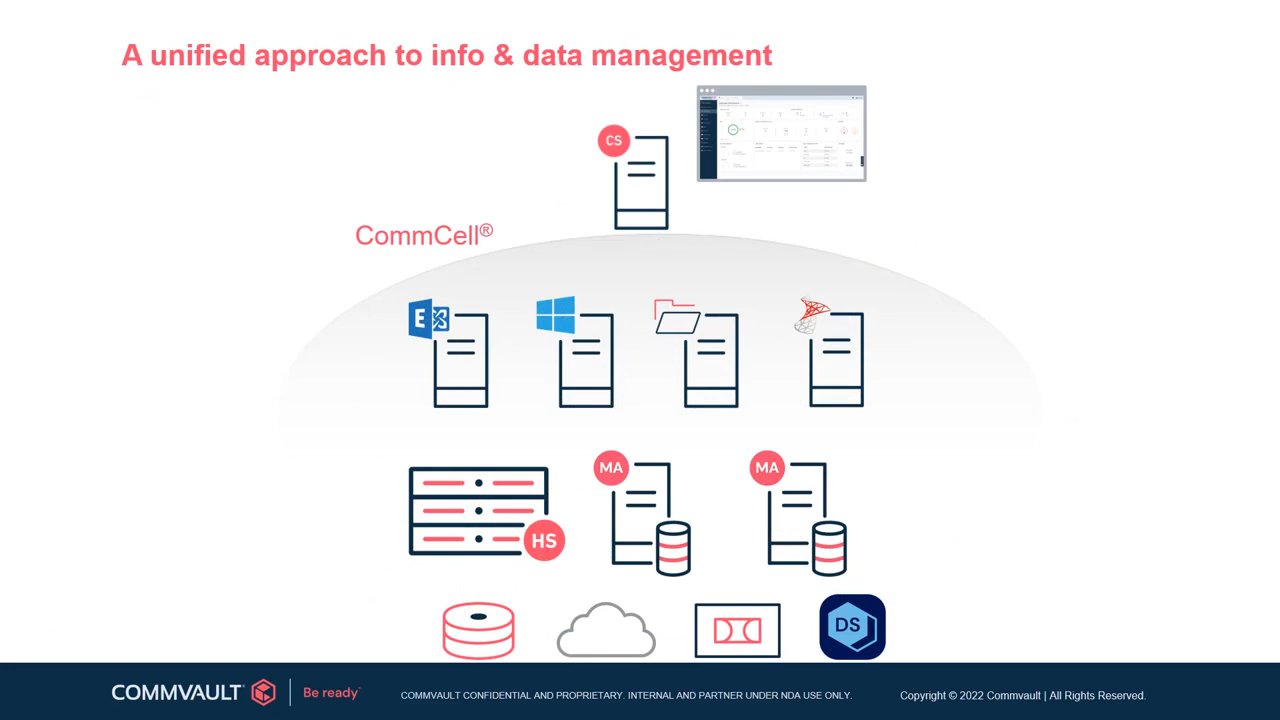 A unified approach to info & data management
CS
CommCell®
E
MA
MA
HS
DS
COMMVAULT
Be ready
COMMVAULT CONFIDENTIAL AND PROPRIETARY. INTERNAL AND PARTNER UNDER NDA USE ONLY.
Copyright © 2022 Commvault | All Rights Reserved.